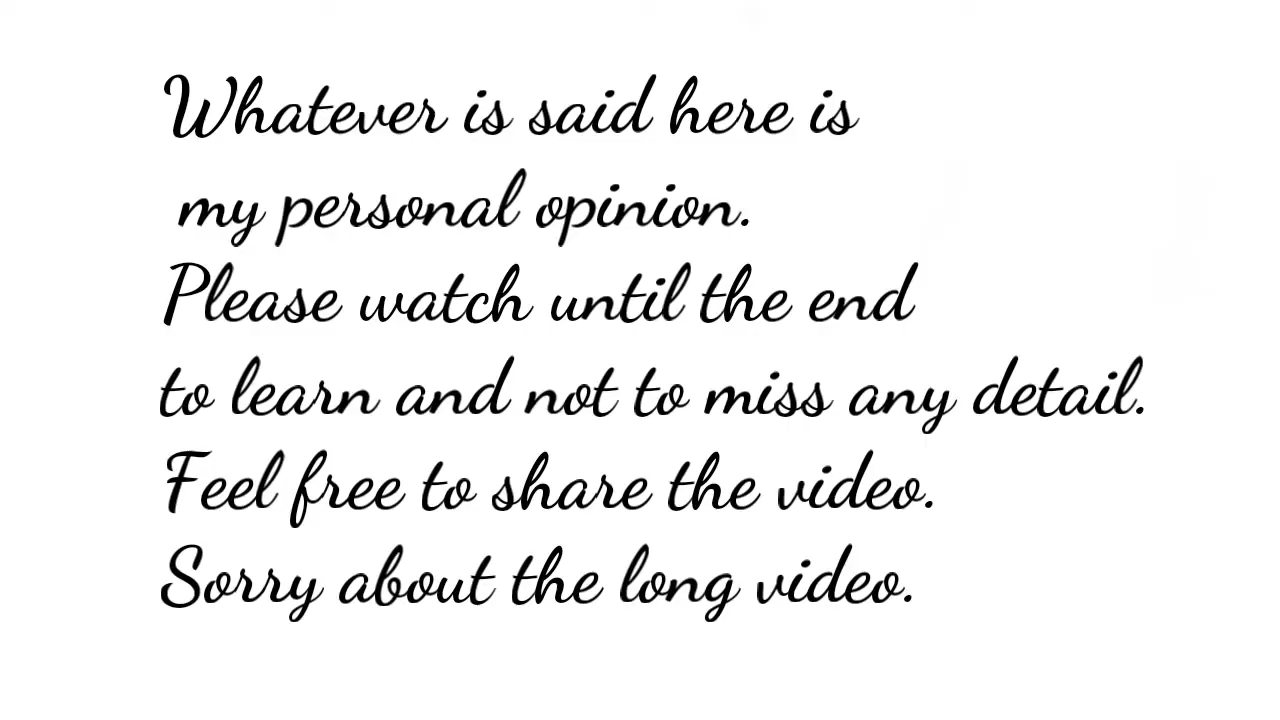 Whatever is said here is
my personal opinion.
Please watch until the end
to learn and not to miss any detail.
Feel free to share the video.
Sorry about the long video.